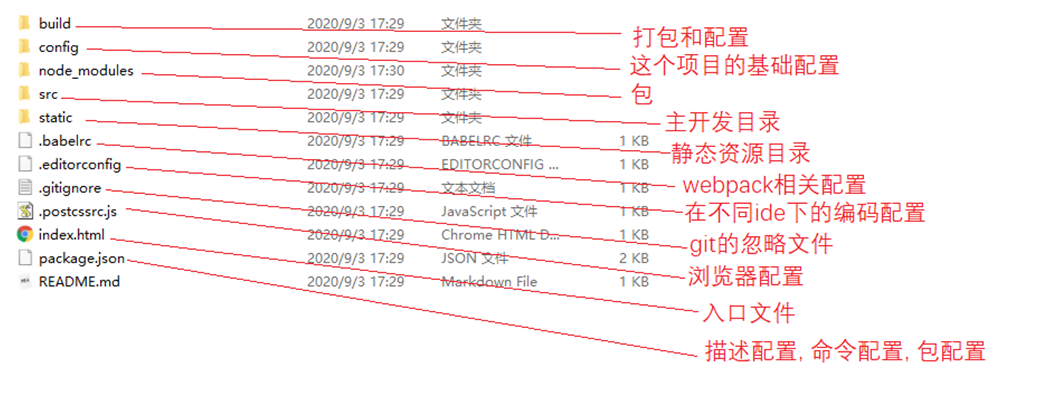 build 2020/9/3 17:29 文件夹
打包和配置
config 2020/9/3 17:29 文件夹
这个项目的基础配置
node_modules 2020/9/3 17:30 文件夹
包
src 2020/9/3 17:29 文件夹
主开发目录
static 2020/9/3 17:29 文件夹
静态资源目录
.babelrc 2020/9/3 17:29 BABELRC 文件 1 KB
webpack相关配置
.editorconfig 2020/9/3 17:29 EDITORCONFIG ... 1 KB
在不同ide下的编码配置
.gitignore 2020/9/3 17:29 文本文档 1 KB
git的忽略文件
.postcssrc.js 2020/9/3 17:29 JavaScript 文件 1 KB
浏览器配置
index.html 2020/9/3 17:29 Chrome HTML D... 1 KB
入口文件
package.json 2020/9/3 17:29 JSON 文件 2 KB
描述配置, 命令配置, 包配置
README.md 2020/9/3 17:29 Markdown File 1 KB